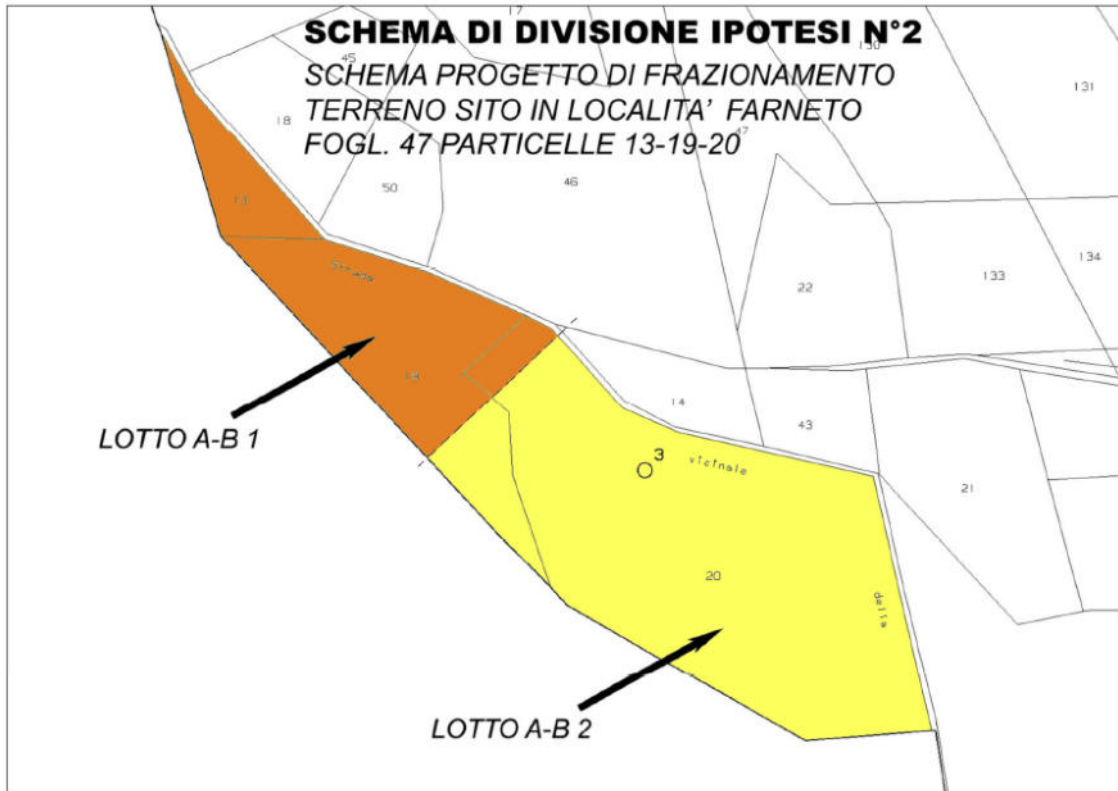 17
SCHEMA DI DIVISIONE IPOTESI N°2
130
45
SCHEMA PROGETTO DI FRAZIONAMENTO
131
TERRENO SITO IN LOCALITA' FARNETO
18
47
FOGL. 47 PARTICELLE 13-19-20
50
46
13
134
133
Strada
22
19
14
43
LOTTO A-B 1
3
vicinale
21
20
della
LOTTO A-B 2